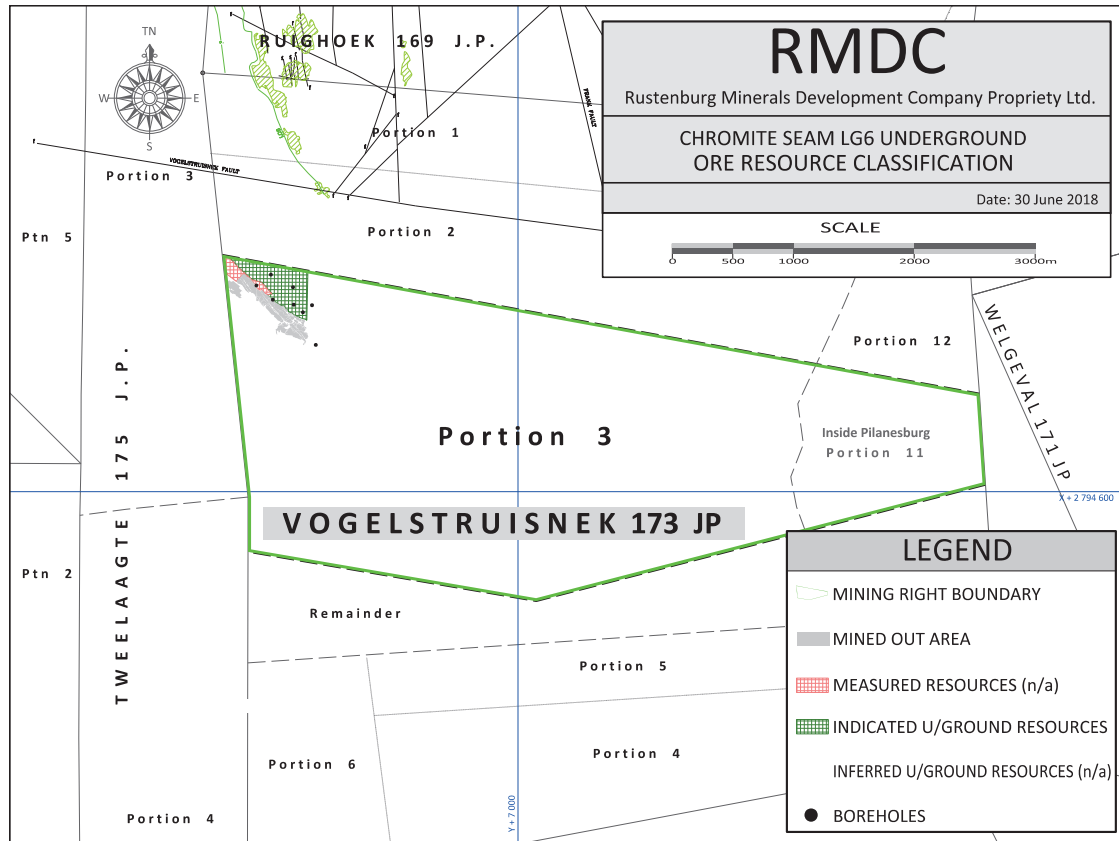 RMDC
Rustenburg Minerals Development Company Propriety Ltd.
CHROMITE SEAM LG6 UNDERGROUND
ORE RESOURCE CLASSIFICATION
Date: 30 June 2018
SCALE
0 500 1000 2000 3000m
TN
W E
S
RUIGHOEK 169 J.P.
FRANK FAULT
Portion 1
VOGELSTRUISNEK FAULT
Portion 3
Ptn 5
Portion 2
Portion 12
WELGEVAL 171 JP
TWEELAAGTE 175 J.P.
Portion 3
Inside Pilanesburg
Portion 11
X + 2 794 600
VOGELSTRUISNEK 173 JP
Ptn 2
Remainder
Portion 5
Portion 6
Portion 4
Portion 4
Y + 7 000
LEGEND
MINING RIGHT BOUNDARY
MINED OUT AREA
MEASURED RESOURCES (n/a)
INDICATED U/GROUND RESOURCES
INFERRED U/GROUND RESOURCES (n/a)
BOREHOLES